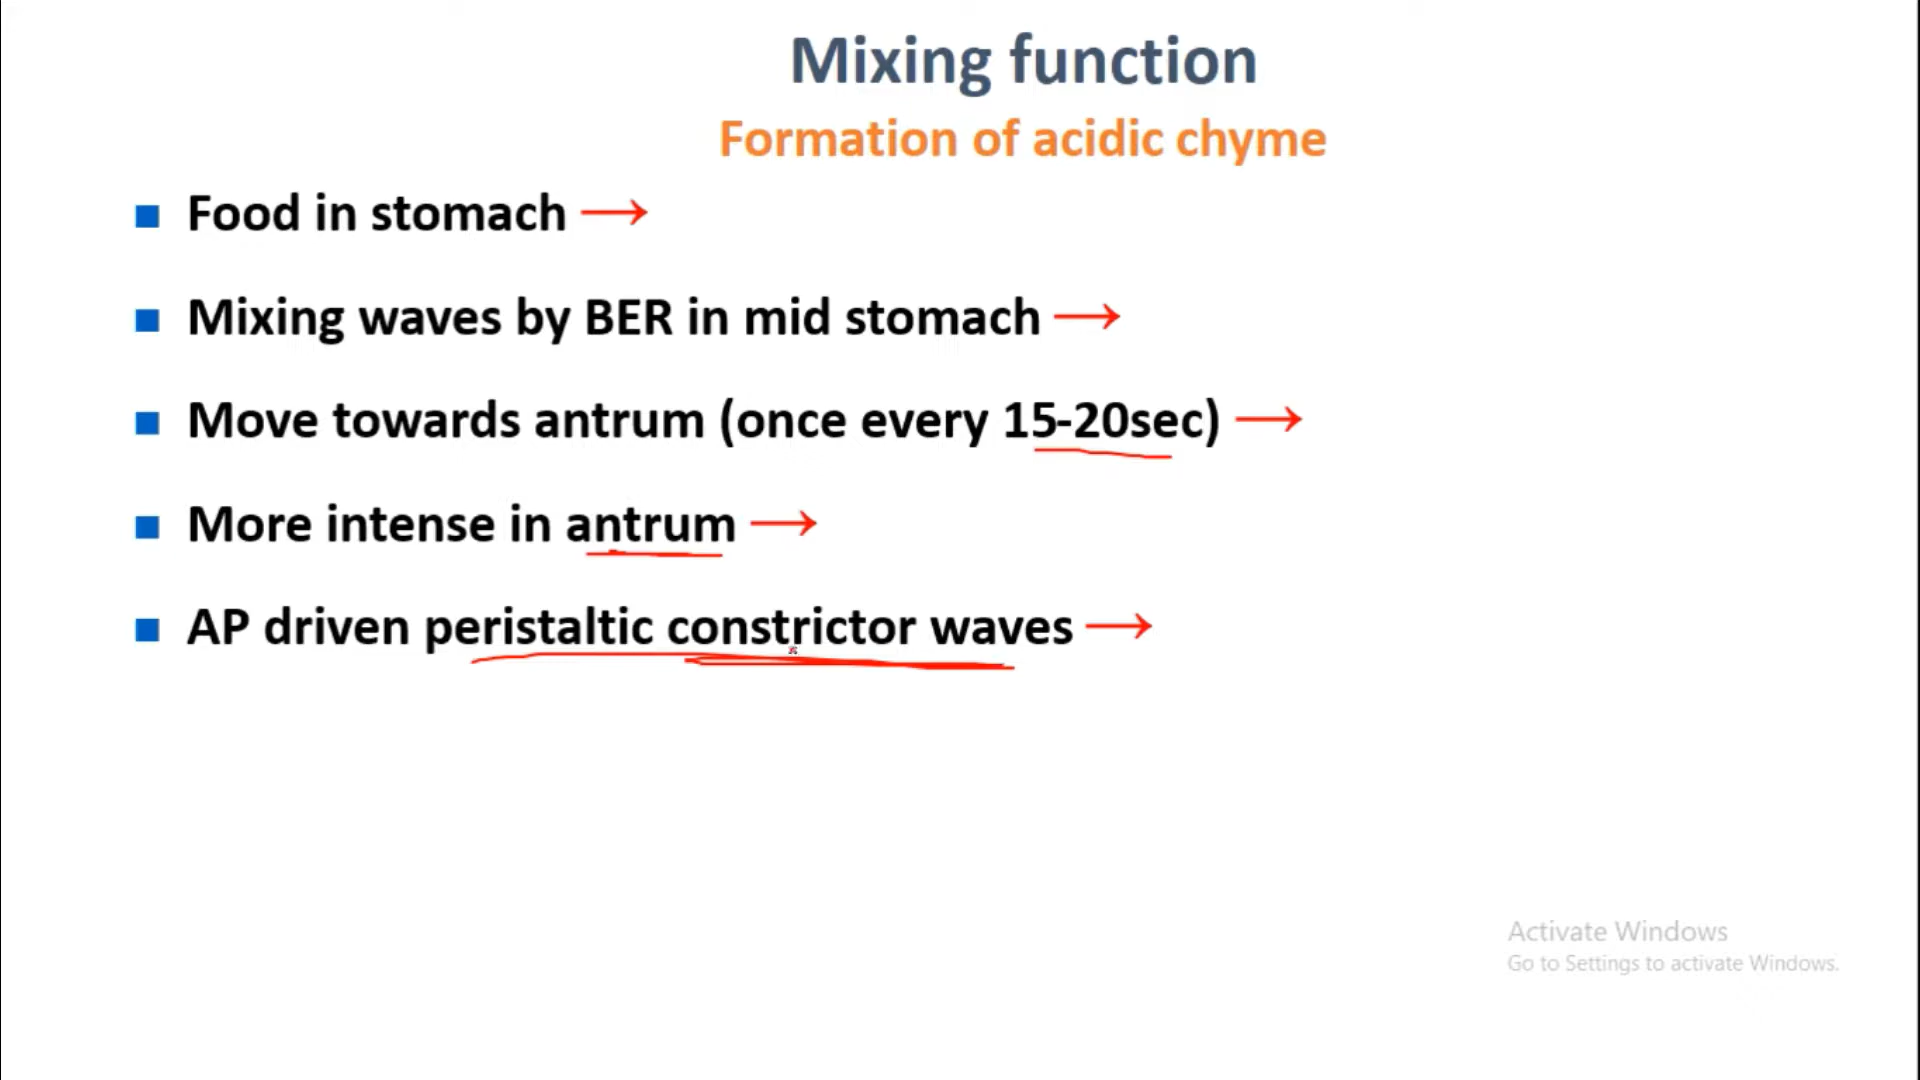 Mixing function
Formation of acidic chyme
■ Food in stomach →
■ Mixing waves by BER in mid stomach →
■ Move towards antrum (once every 15-20sec) →
■ More intense in antrum →
■ AP driven peristaltic constrictor waves →
Activate Windows
Go to Settings to activate Windows.